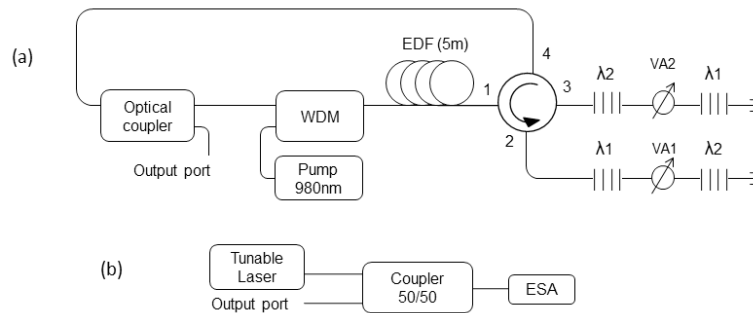 (a)
EDF (5m)
4
1
3
2
λ2
VA2
λ1
λ1
VA1
λ2
Optical
coupler
WDM
Output port
Pump
980nm
(b)
Tunable
Laser
Output port
Coupler
50/50
ESA